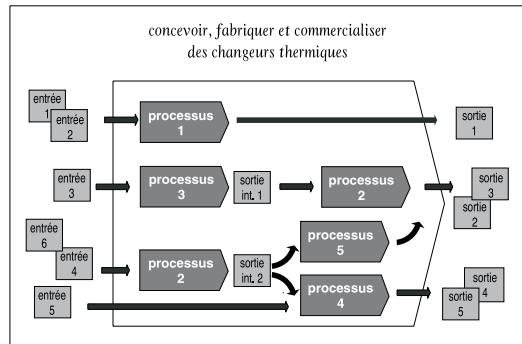 concevoir, fabriquer et commercialiser
des changeurs thermiques
entrée
1
entrée
2
processus
1
sortie
1
entrée
3
processus
3
sortie
int. 1
processus
2
sortie
3
sortie
2
entrée
6
entrée
4
processus
2
sortie
int. 2
processus
5
entrée
5
processus
4
sortie
4
sortie
5